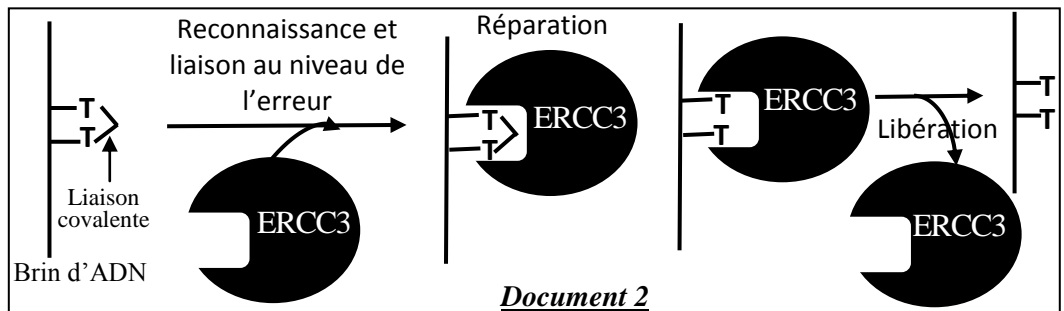 Reconnaissance et
liaison au niveau de
l'erreur
Réparation
T
T
Liaison
covalente
Brin d'ADN
ERCC3
T
T
ERCC3
T
T
ERCC3
Libération
ERCC3
T
T
Document 2